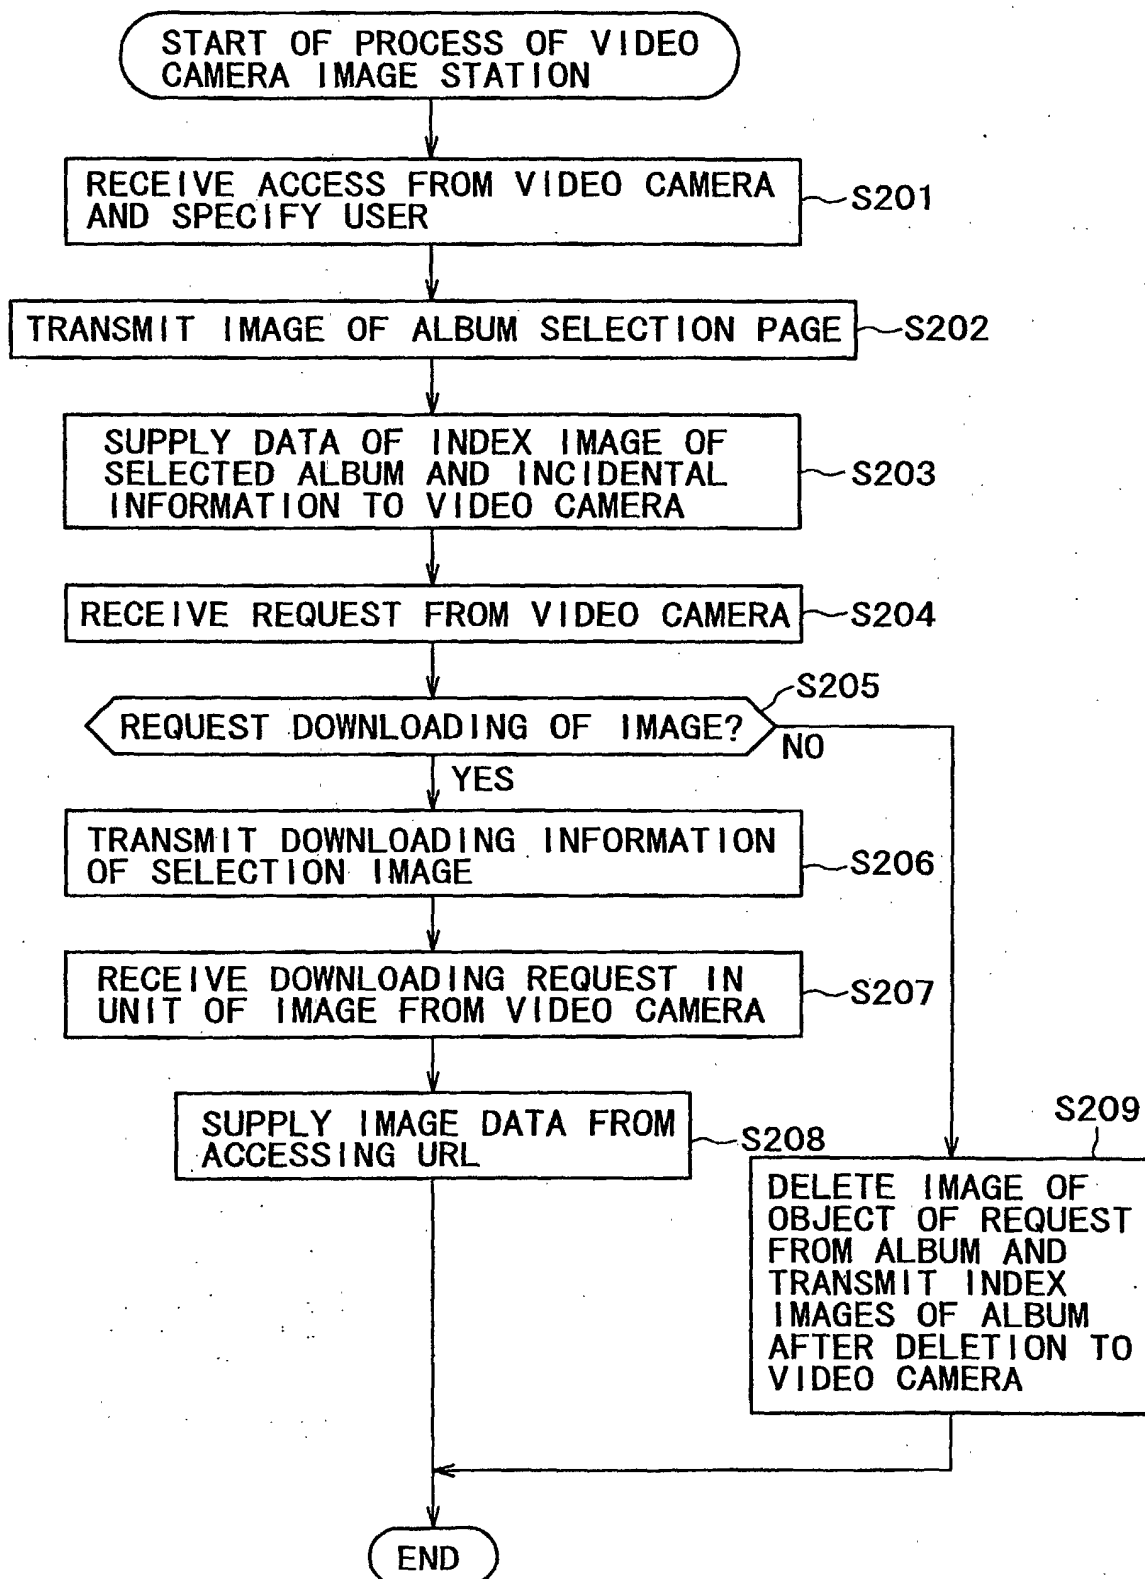 START OF PROCESS OF VIDEO
CAMERA IMAGE STATION
RECEIVE ACCESS FROM VIDEO CAMERA
AND SPECIFY USER
S201
TRANSMIT IMAGE OF ALBUM SELECTION PAGE
S202
SUPPLY DATA OF INDEX IMAGE OF
SELECTED ALBUM AND INCIDENTAL
INFORMATION TO VIDEO CAMERA
S203
RECEIVE REQUEST FROM VIDEO CAMERA
S204
S205
REQUEST DOWNLOADING OF IMAGE?
NO
YES
TRANSMIT DOWNLOADING INFORMATION
OF SELECTION IMAGE
S206
RECEIVE DOWNLOADING REQUEST IN
UNIT OF IMAGE FROM VIDEO CAMERA
S207
SUPPLY IMAGE DATA FROM
ACCESSING URL
S208
S209
DELETE IMAGE OF
OBJECT OF REQUEST
FROM ALBUM AND
TRANSMIT INDEX
IMAGES OF ALBUM
AFTER DELETION TO
VIDEO CAMERA
END